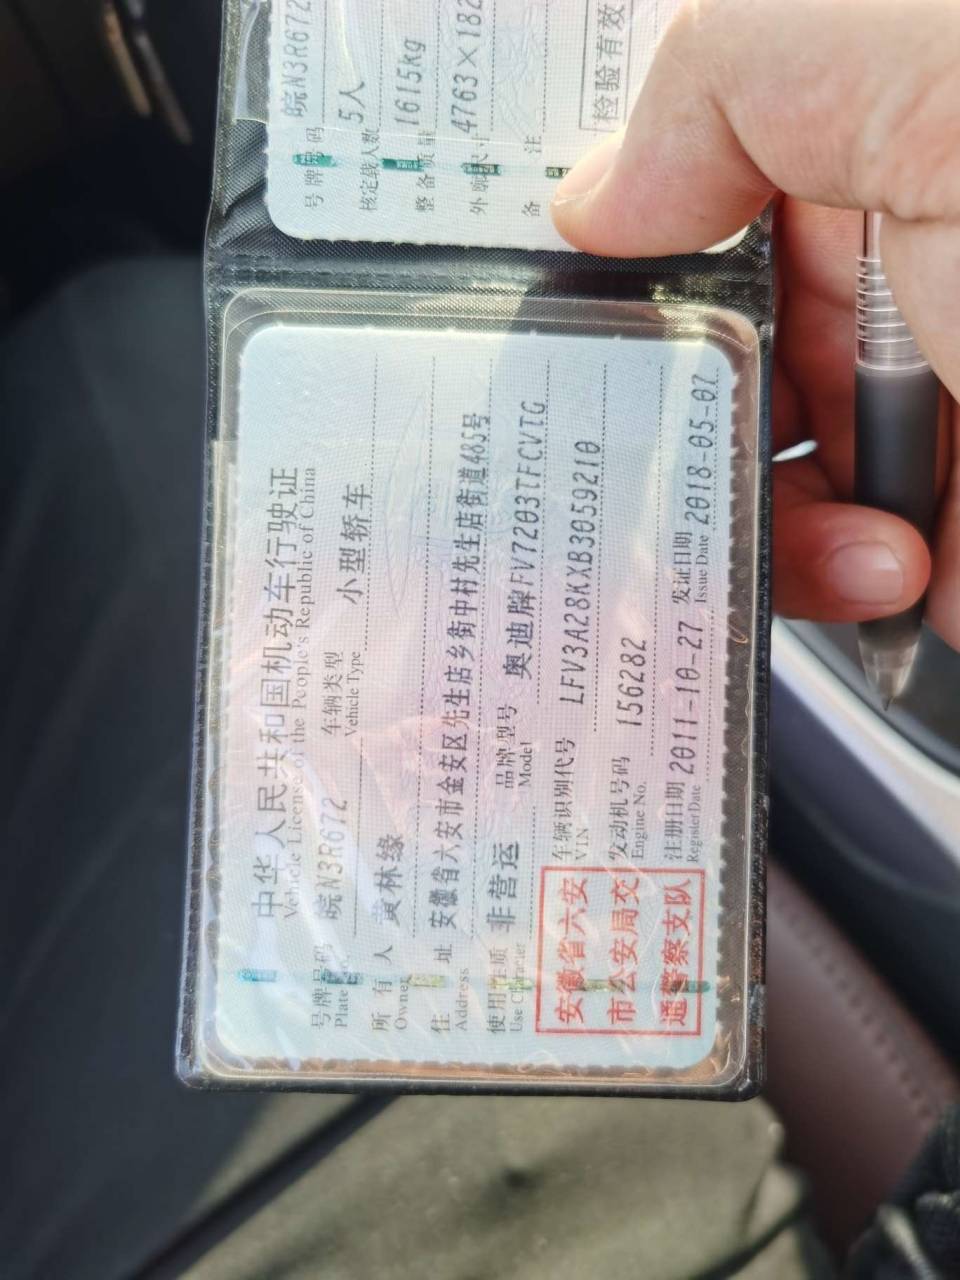 中华人民共和国机动车行驶证
Vehicle License of the People's Republic of China
号牌号码 皖N3R672 车辆类型 小型轿车
Plate Vehicle Type
所有人 黄林缘
Owner
住址 安徽省六安市金安区先生店乡街中村先生店街道485号
Address
使用性质 非营运 品牌型号 奥迪牌FV7203TFCVTG
Use Character Model
车辆识别代号 LFV3A28KXB3059210
VIN
发动机号码 156282
Engine No.
注册日期 2011-10-27 发证日期 2018-05-07
Register Date Issue Date
安徽省六安
市公安局交
通警察支队
号牌号码 皖N3R672
核定载人数 5人
整备质量 1615kg
外廓尺寸 4763×182
备注
检验有效